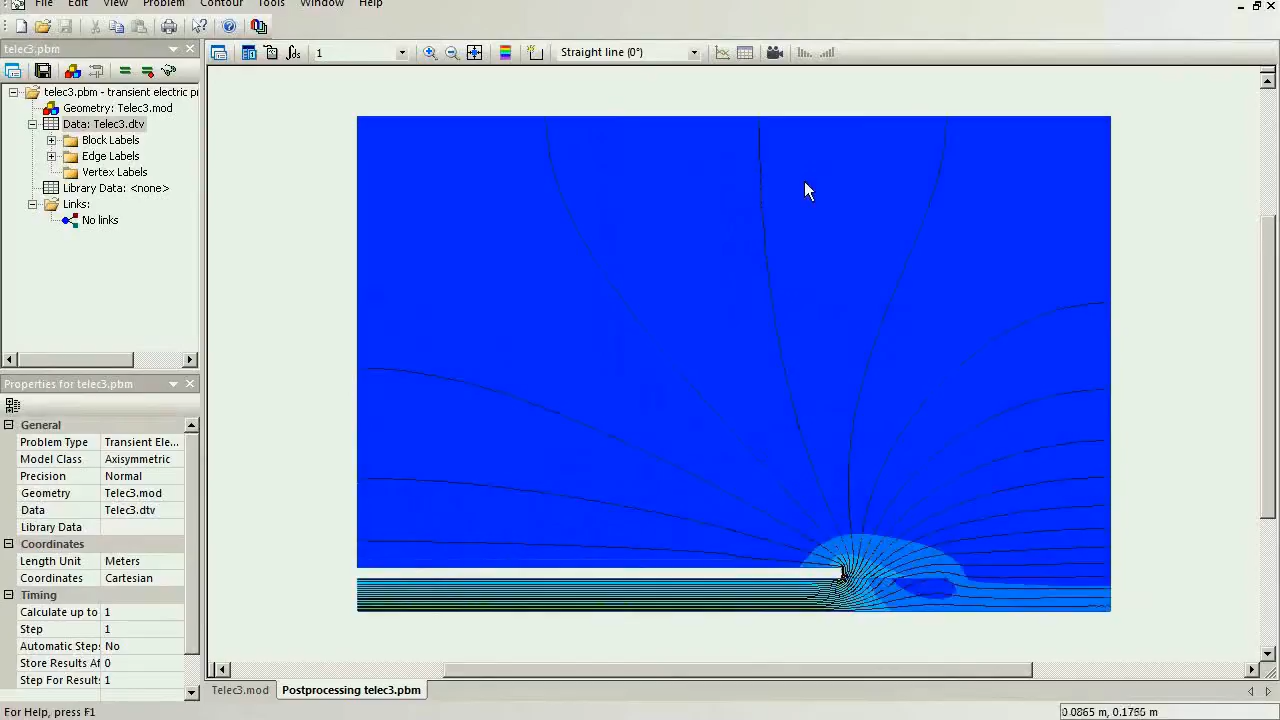 File Edit View Problem Contour Tools Window Help
telec3.pbm
1 Straight line (0°)
telec3.pbm - transient electric pr
Geometry: Telec3.mod
Data: Telec3.dtv
Block Labels
Edge Labels
Vertex Labels
Library Data: <none>
Links:
No links
Properties for telec3.pbm
General
Problem Type Transient Ele...
Model Class Axisymmetric
Precision Normal
Geometry Telec3.mod
Data Telec3.dtv
Library Data
Coordinates
Length Unit Meters
Coordinates Cartesian
Timing
Calculate up to 1
Step 1
Automatic Step: No
Store Results Af 0
Step For Results 1
Telec3.mod Postprocessing telec3.pbm
For Help, press F1 0.0865 m, 0.1765 m